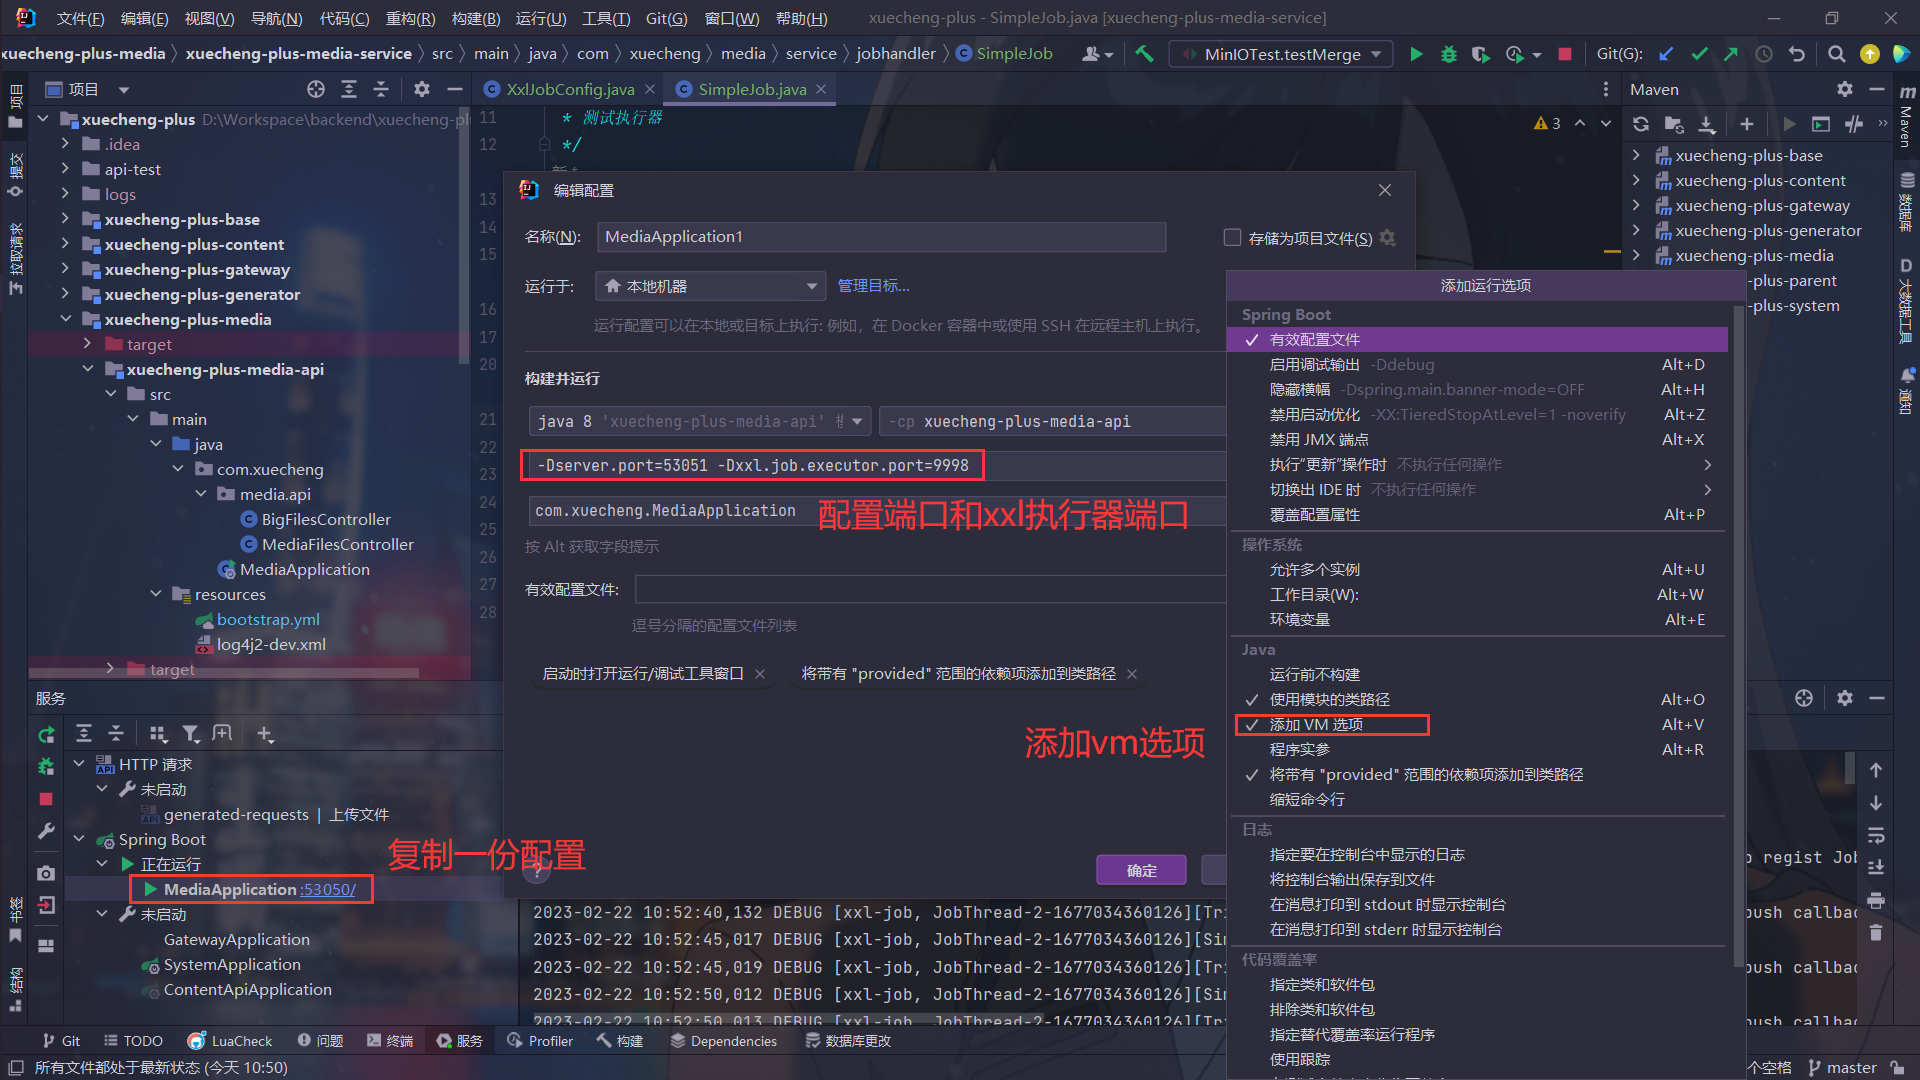 文件(F) 编辑(E) 视图(V) 导航(N) 代码(C) 重构(R) 构建(B) 运行(U) 工具(T) Git(G) 窗口(W) 帮助(H) xuecheng-plus - SimpleJob.java [xuecheng-plus-media-service]
xuecheng-plus-media xuecheng-plus-media-service src main java com xuecheng media service jobhandler SimpleJob MinIOTest.testMerge Git(G):
项目
提交
拉取请求
书签
结构
项目
xuecheng-plus D:\Workspace\backend\xuecheng-pl
.idea
api-test
logs
xuecheng-plus-base
xuecheng-plus-content
xuecheng-plus-gateway
xuecheng-plus-generator
xuecheng-plus-media
target
xuecheng-plus-media-api
src
main
java
com.xuecheng
media.api
BigFilesController
MediaFilesController
MediaApplication
resources
bootstrap.yml
log4j2-dev.xml
target
XxlJobConfig.java SimpleJob.java
11 * 测试执行器
12 */
3
13
14
15
16
17
20
21
22
23
24
25
26
27
28
编辑配置
名称(N): MediaApplication1 存储为项目文件(S)
运行于: 本地机器 管理目标...
运行配置可以在本地或目标上执行: 例如，在 Docker 容器中或使用 SSH 在远程主机上执行。
构建并运行
java 8 'xuecheng-plus-media-api' -cp xuecheng-plus-media-api
-Dserver.port=53051 -Dxxl.job.executor.port=9998
com.xuecheng.MediaApplication
配置端口和xxl执行器端口
按 Alt 获取字段提示
有效配置文件:
逗号分隔的配置文件列表
启动时打开运行/调试工具窗口 将带有 "provided" 范围的依赖项添加到类路径
添加vm选项
确定
?
添加运行选项
Spring Boot
有效配置文件
启用调试输出 -Ddebug Alt+D
隐藏横幅 -Dspring.main.banner-mode=OFF Alt+H
禁用启动优化 -XX:TieredStopAtLevel=1 -noverify Alt+Z
禁用 JMX 端点 Alt+X
执行“更新”操作时 不执行任何操作
切换出 IDE 时 不执行任何操作
覆盖配置属性 Alt+P
操作系统
允许多个实例 Alt+U
工作目录(W): Alt+W
环境变量 Alt+E
Java
运行前不构建
使用模块的类路径 Alt+O
添加 VM 选项 Alt+V
程序实参 Alt+R
将带有 "provided" 范围的依赖项添加到类路径
缩短命令行
日志
指定要在控制台中显示的日志
将控制台输出保存到文件
在消息打印到 stdout 时显示控制台
在消息打印到 stderr 时显示控制台
代码覆盖率
指定类和软件包
排除类和软件包
指定替代覆盖率运行程序
使用跟踪
Maven
xuecheng-plus-base
xuecheng-plus-content
xuecheng-plus-gateway
xuecheng-plus-generator
xuecheng-plus-media
-plus-parent
-plus-system
Maven
数据库
D 大数据工具
通知
服务
HTTP 请求
未启动
generated-requests | 上传文件
Spring Boot
正在运行
MediaApplication :53050/
复制一份配置
未启动
GatewayApplication
SystemApplication
ContentApiApplication
2023-02-22 10:52:40,132 DEBUG [xxl-job, JobThread-2-1677034360126][Tri
2023-02-22 10:52:45,017 DEBUG [xxl-job, JobThread-2-1677034360126][Sim
2023-02-22 10:52:45,019 DEBUG [xxl-job, JobThread-2-1677034360126][Tri
2023-02-22 10:52:50,012 DEBUG [xxl-job, JobThread-2-1677034360126][Sim
2023-02-22 10:52:50,013 DEBUG [xxl-job, JobThread-2-1677034360126][Tri
regist Job
push callbac
push callbac
push callbac
Git TODO LuaCheck 问题 终端 服务 Profiler 构建 Dependencies 数据库更改
所有文件都处于最新状态 (今天 10:50) 个空格 master